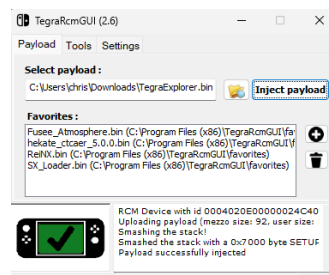 TegraRcmGUI (2.6)
Payload Tools Settings
Select payload :
C:\Users\chris\Downloads\TegraExplorer.bin
Inject payload
Favorites :
Fusee_Atmosphere.bin (C:\Program Files (x86)\TegraRcmGUI\fav
hekate_ctcaer_5.0.0.bin (C:\Program Files (x86)\TegraRcmGUI\f
ReiNX.bin (C:\Program Files (x86)\TegraRcmGUI\favorites)
SX_Loader.bin (C:\Program Files (x86)\TegraRcmGUI\favorites)
RCM Device with id 0004020E00000024C40
Uploading payload (mezzo size: 92, user size:
Smashing the stack!
Smashed the stack with a 0x7000 byte SETUP
Payload successfully injected